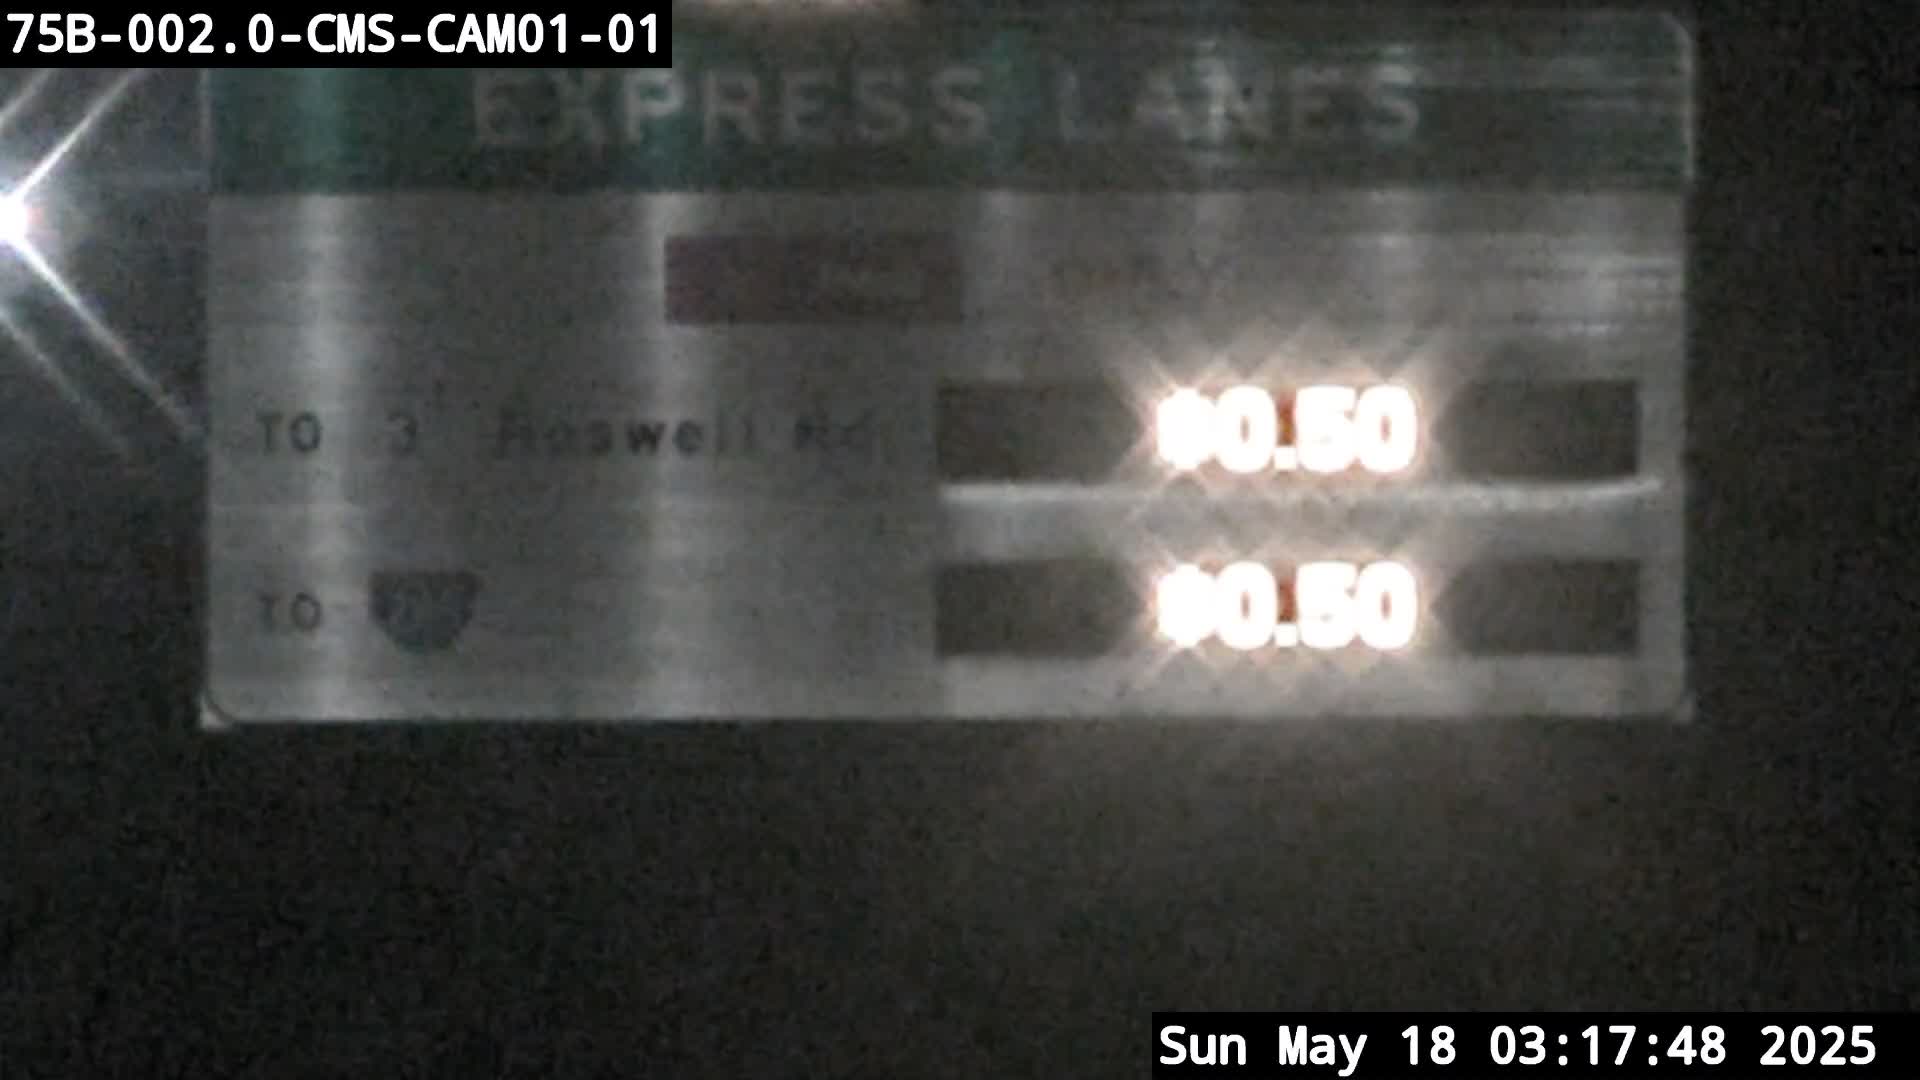 75B-002.0-CMS-CAM01-01
EXPRESS LANES
TO 3 Roswell Rd $0.50
TO $0.50
Sun May 18 03:17:48 2025